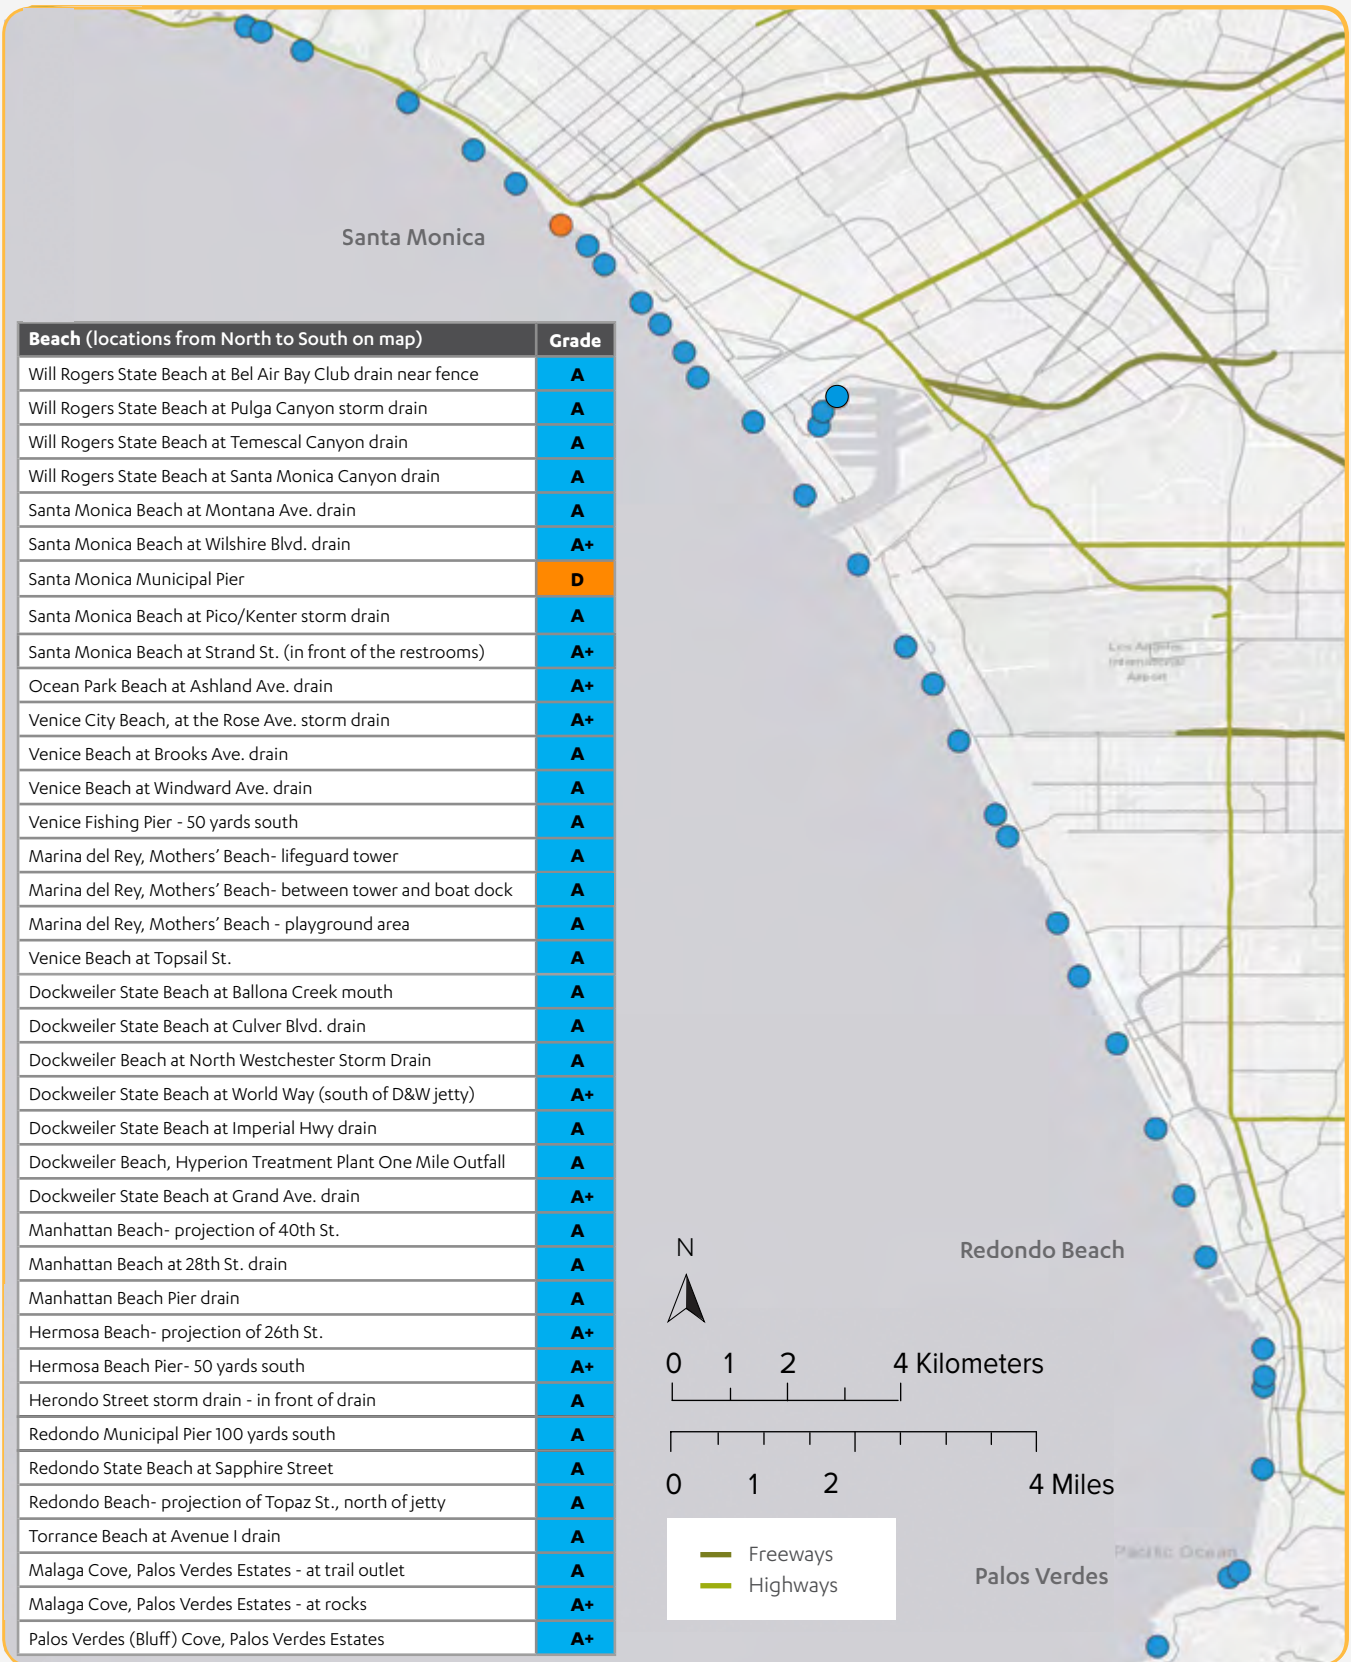 Santa Monica
Beach (locations from North to South on map) Grade
Will Rogers State Beach at Bel Air Bay Club drain near fence A
Will Rogers State Beach at Pulga Canyon storm drain A
Will Rogers State Beach at Temescal Canyon drain A
Will Rogers State Beach at Santa Monica Canyon drain A
Santa Monica Beach at Montana Ave. drain A
Santa Monica Beach at Wilshire Blvd. drain A+
Santa Monica Municipal Pier D
Santa Monica Beach at Pico/Kenter storm drain A
Santa Monica Beach at Strand St. (in front of the restrooms) A+
Ocean Park Beach at Ashland Ave. drain A+
Venice City Beach, at the Rose Ave. storm drain A+
Venice Beach at Brooks Ave. drain A
Venice Beach at Windward Ave. drain A
Venice Fishing Pier - 50 yards south A
Marina del Rey, Mothers’ Beach- lifeguard tower A
Marina del Rey, Mothers’ Beach- between tower and boat dock A
Marina del Rey, Mothers’ Beach - playground area A
Venice Beach at Topsail St. A
Dockweiler State Beach at Ballona Creek mouth A
Dockweiler State Beach at Culver Blvd. drain A
Dockweiler Beach at North Westchester Storm Drain A
Dockweiler State Beach at World Way (south of D&W jetty) A+
Dockweiler State Beach at Imperial Hwy drain A
Dockweiler Beach, Hyperion Treatment Plant One Mile Outfall A
Dockweiler State Beach at Grand Ave. drain A+
Manhattan Beach- projection of 40th St. A
Manhattan Beach at 28th St. drain A
Manhattan Beach Pier drain A
Hermosa Beach- projection of 26th St. A+
Hermosa Beach Pier- 50 yards south A+
Herondo Street storm drain - in front of drain A
Redondo Municipal Pier 100 yards south A
Redondo State Beach at Sapphire Street A
Redondo Beach- projection of Topaz St., north of jetty A
Torrance Beach at Avenue I drain A
Malaga Cove, Palos Verdes Estates - at trail outlet A
Malaga Cove, Palos Verdes Estates - at rocks A+
Palos Verdes (Bluff) Cove, Palos Verdes Estates A+
Los Angeles
International
Airport
Redondo Beach
N
0 1 2 4 Kilometers
0 1 2 4 Miles
Freeways
Highways
Pacific Ocean
Palos Verdes